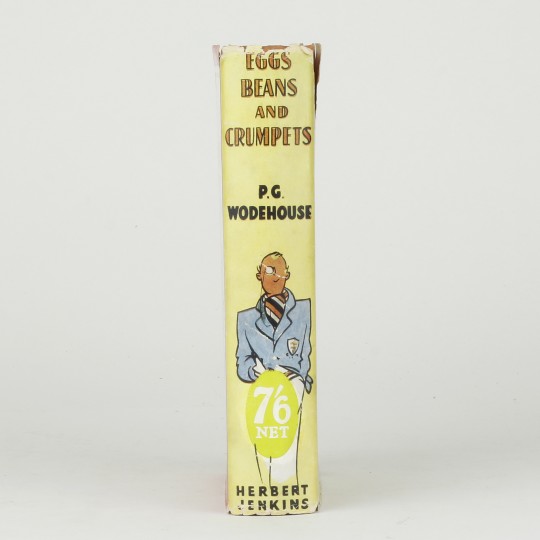 EGGS
BEANS
AND
CRUMPETS
P.G.
WODEHOUSE
7'6
NET
HERBERT
JENKINS